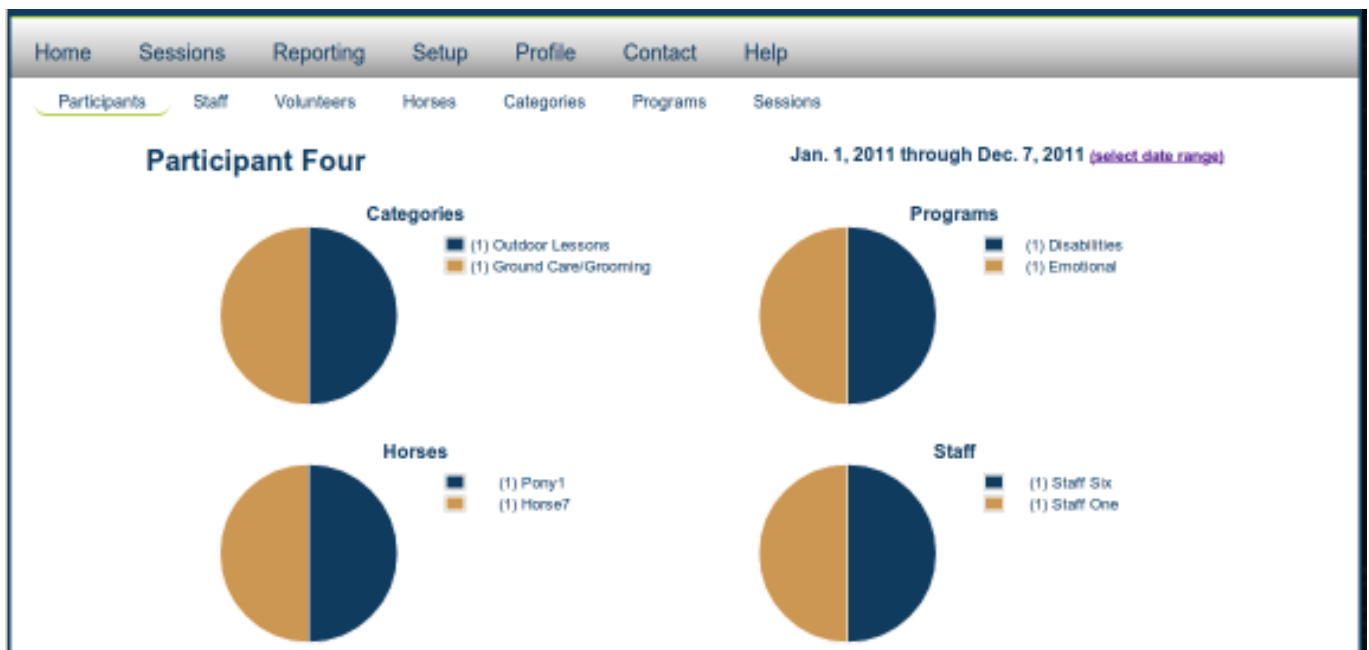 Home Sessions Reporting Setup Profile Contact Help
Participants Staff Volunteers Horses Categories Programs Sessions
Participant Four
Jan. 1, 2011 through Dec. 7, 2011 (select date range)
Categories
(1) Outdoor Lessons
(1) Ground Care/Grooming
Programs
(1) Disabilities
(1) Emotional
Horses
(1) Pony1
(1) Horse7
Staff
(1) Staff Six
(1) Staff One